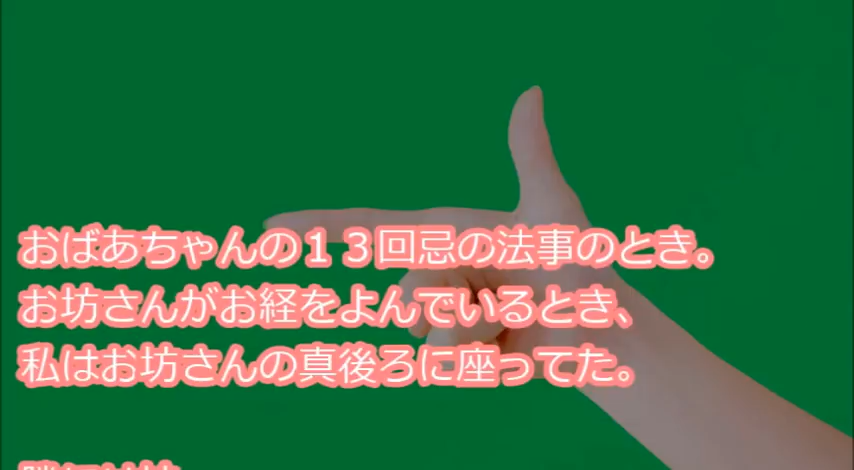 おばあちゃんの１３回忌の法事のとき。
お坊さんがお経をよんでいるとき、
私はお坊さんの真後ろに座ってた。